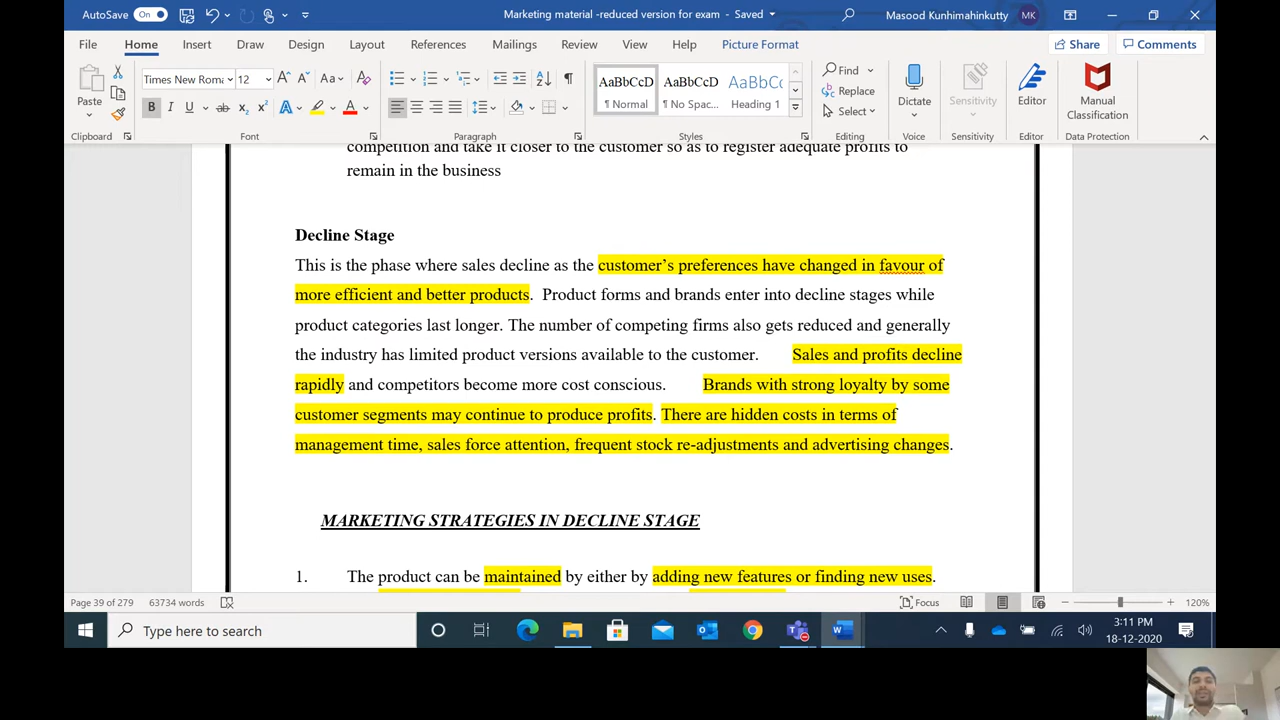 AutoSave On Marketing material -reduced version for exam - Saved Masood Kunhimahinkutty MK
File Home Insert Draw Design Layout References Mailings Review View Help Picture Format Share Comments
Times New Roma 12 A A Aa A AaBbCcD AaBbCcD AaBbCc Find
Paste B I U ab x₂ x² A A ¶ Normal ¶ No Spac... Heading 1 Replace Select Dictate Sensitivity Editor Manual Classification
Clipboard Font Paragraph Styles Editing Voice Sensitivity Editor Data Protection
competition and take it closer to the customer so as to register adequate profits to
remain in the business
Decline Stage
This is the phase where sales decline as the customer's preferences have changed in favour of
more efficient and better products. Product forms and brands enter into decline stages while
product categories last longer. The number of competing firms also gets reduced and generally
the industry has limited product versions available to the customer. Sales and profits decline
rapidly and competitors become more cost conscious. Brands with strong loyalty by some
customer segments may continue to produce profits. There are hidden costs in terms of
management time, sales force attention, frequent stock re-adjustments and advertising changes.
MARKETING STRATEGIES IN DECLINE STAGE
1. The product can be maintained by either by adding new features or finding new uses.
Page 39 of 279 63734 words Focus 120%
Type here to search 3:11 PM
18-12-2020